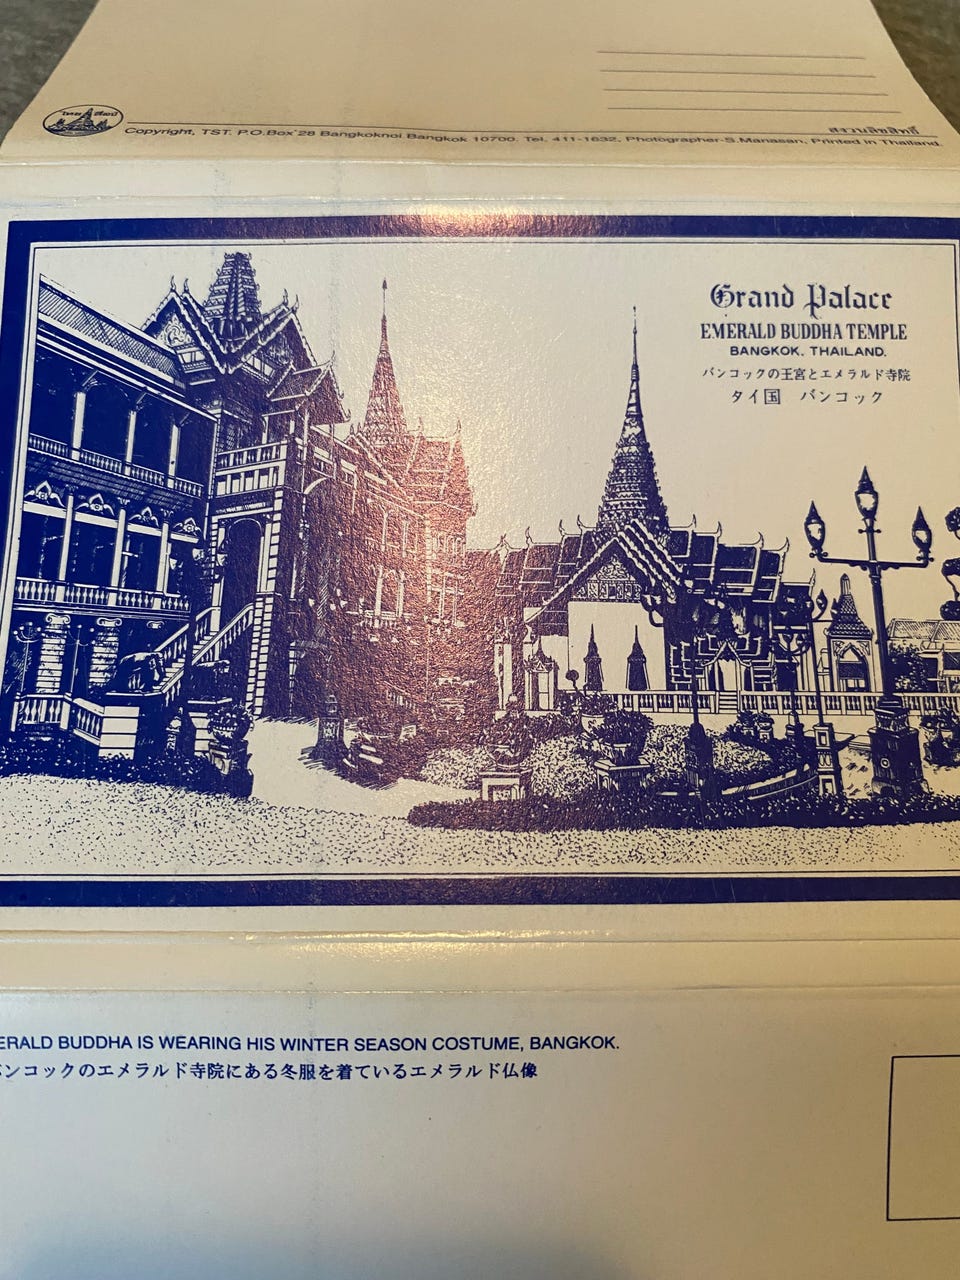 สงวนลิขสิทธิ์
Copyright, TST. P.O.Box 28 Bangkoknoi Bangkok 10700. Tel. 411-1632, Photographer-S.Manasan, Printed in Thailand.
Grand Palace
EMERALD BUDDHA TEMPLE
BANGKOK. THAILAND.
バンコックの王宮とエメラルド寺院
タイ国 バンコック
ERALD BUDDHA IS WEARING HIS WINTER SEASON COSTUME, BANGKOK.
バンコックのエメラルド寺院にある冬服を着ているエメラルド仏像